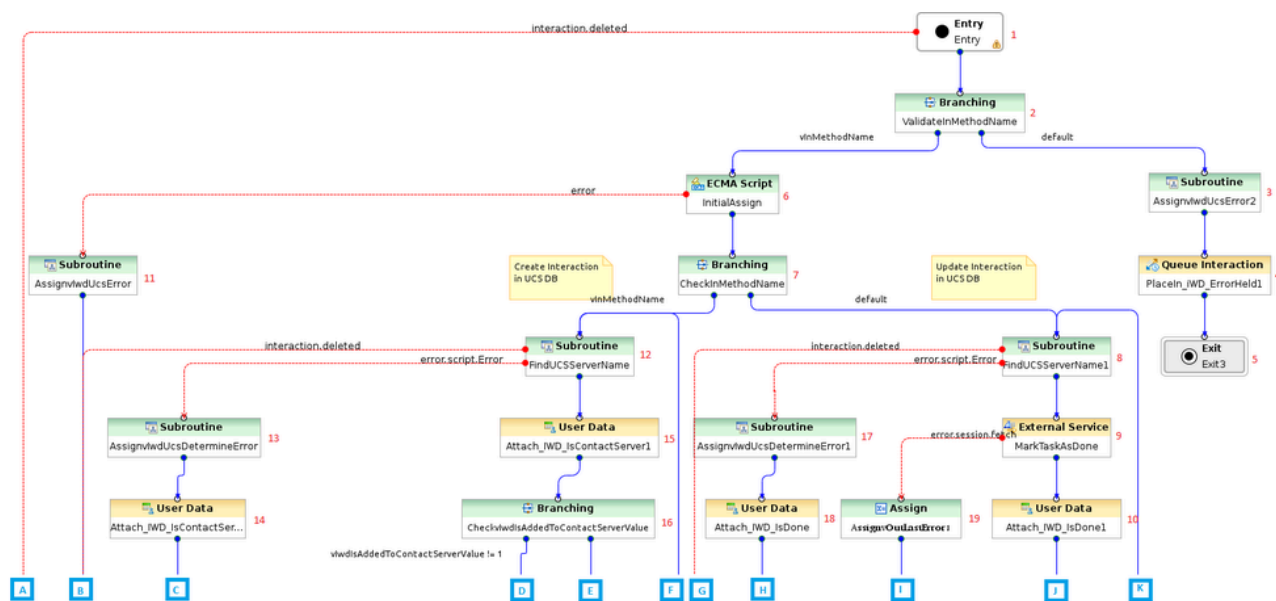 Entry
Entry
1
interaction.deleted
Branching
ValidateInMethodName
2
vInMethodName
default
ECMA Script
InitialAssign
6
error
Subroutine
AssignvIwdUcsError2
3
Subroutine
AssignvIwdUcsError
11
Create Interaction
in UCS DB
Branching
CheckInMethodName
7
Update Interaction
in UCS DB
Queue Interaction
PlaceIn_iWD_ErrorHeld1
vInMethodName
default
interaction.deleted
error.script.Error
Subroutine
FindUCSServerName
12
interaction.deleted
error.script.Error
Subroutine
FindUCSServerName1
8
Exit
Exit3
5
Subroutine
AssignvIwdUcsDetermineError
13
User Data
Attach_IWD_IsContactServer1
15
Subroutine
AssignvIwdUcsDetermineError1
17
error.session.fetch
External Service
MarkTaskAsDone
9
User Data
Attach_IWD_IsContactSer...
14
Branching
CheckvIwdIsAddedToContactServerValue
16
User Data
Attach_IWD_IsDone
18
Assign
19
User Data
Attach_IWD_IsDone1
10
vIwdIsAddedToContactServerValue != 1
A
B
C
D
E
F
G
H
I
J
K